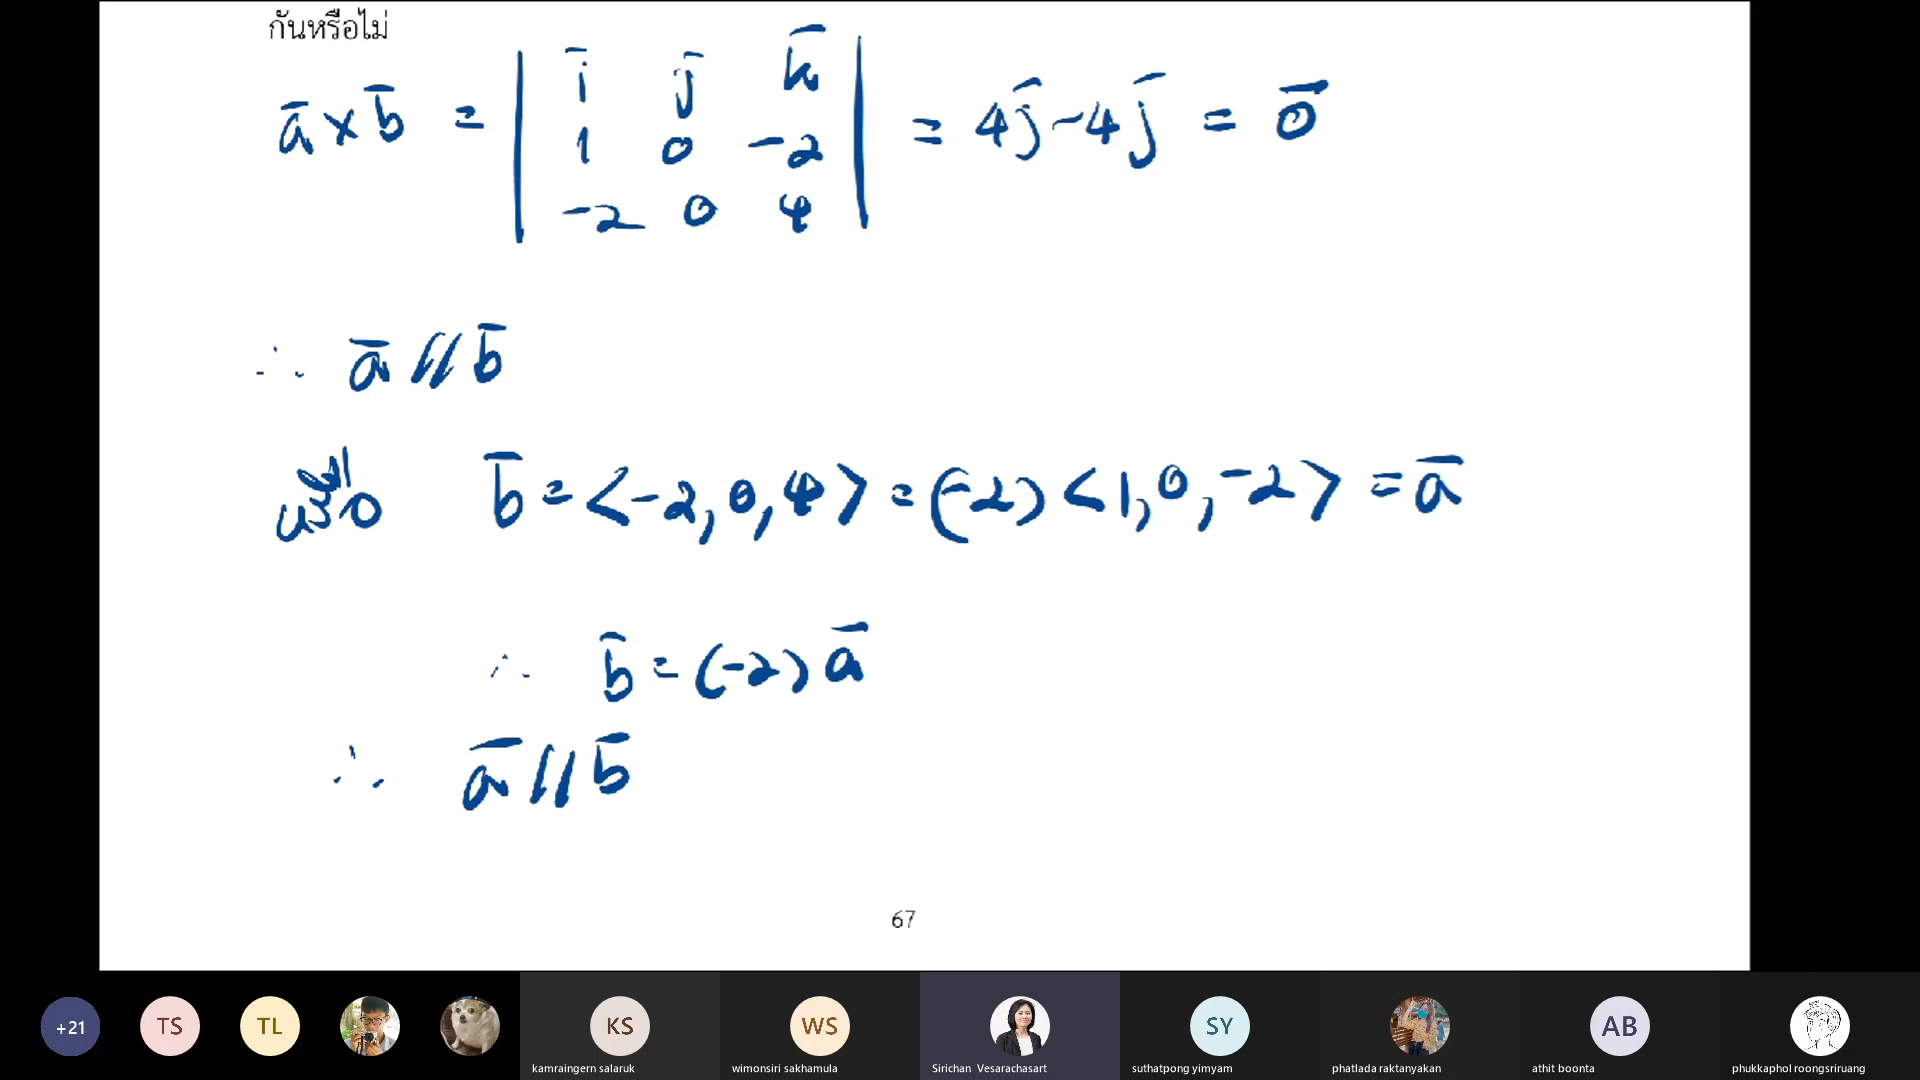 กันหรือไม่
ī j̄ k̄
ā × b̄ = | 1 0 -2 | = 4j̄ - 4j̄ = 0̄
-2 0 4
∴ ā // b̄
หรือ b̄ = <-2, 0, 4> = (-2) <1, 0, -2> = ā
∴ b̄ = (-2) ā
∴ ā // b̄
67
+21 TS TL KS WS SY AB
kamraingern salaruk wimonsiri sakhamula Sirichan Vesarachasart suthatpong yimyam phatlada raktanyakan athit boonta phukkaphol roongsriruang